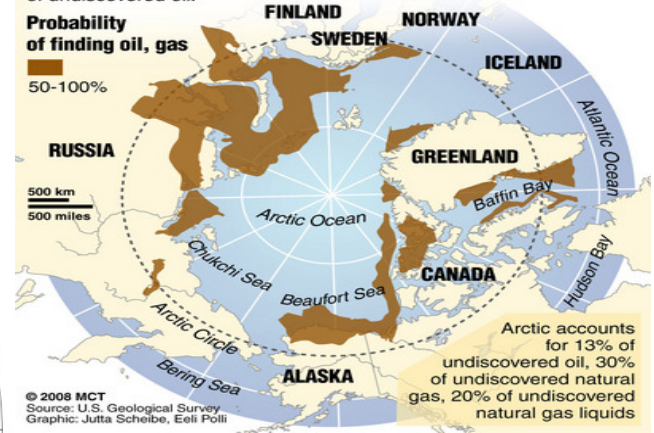 of undiscovered oil.
Probability
of finding oil, gas
50-100%
FINLAND
NORWAY
SWEDEN
ICELAND
Atlantic Ocean
RUSSIA
GREENLAND
500 km
500 miles
Baffin Bay
Arctic Ocean
Chukchi Sea
CANADA
Hudson Bay
Beaufort Sea
Arctic Circle
Bering Sea
ALASKA
Arctic accounts
for 13% of
undiscovered oil, 30%
of undiscovered natural
gas, 20% of undiscovered
natural gas liquids
© 2008 MCT
Source: U.S. Geological Survey
Graphic: Jutta Scheibe, Eeli Polli